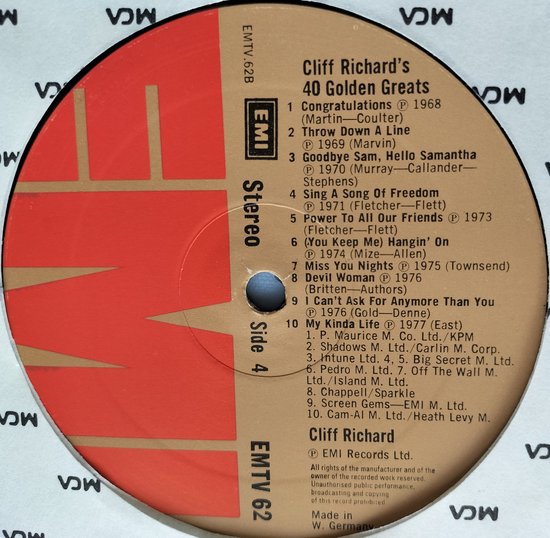 Cliff Richard's
40 Golden Greats
1 Congratulations ℗ 1968
(Martin—Coulter)
2 Throw Down A Line
℗ 1969 (Marvin)
3 Goodbye Sam, Hello Samantha
℗ 1970 (Murray—Callander—
Stephens)
4 Sing A Song Of Freedom
℗ 1971 (Fletcher—Flett)
5 Power To All Our Friends ℗ 1973
(Fletcher—Flett)
6 (You Keep Me) Hangin' On
℗ 1974 (Mize—Allen)
7 Miss You Nights ℗ 1975 (Townsend)
8 Devil Woman ℗ 1976
(Britten—Authors)
9 I Can't Ask For Anymore Than You
℗ 1976 (Gold—Denne)
10 My Kinda Life ℗ 1977 (East)
1. P. Maurice M. Co. Ltd./KPM
2. Shadows M. Ltd./Carlin M. Corp.
3. Intune Ltd. 4, 5. Big Secret M. Ltd.
6. Pedro M. Ltd. 7. Off The Wall M.
Ltd./Island M. Ltd.
8. Chappell/Sparkle
9. Screen Gems—EMI M. Ltd.
10. Cam-Al M. Ltd./Heath Levy M.
Cliff Richard
℗ EMI Records Ltd.
All rights of the manufacturer and of the
owner of the recorded work reserved.
Unauthorised public performance,
broadcasting and copying
of this record prohibited.
Made in
W. Germany
EMTV.62B
EMI
Stereo
Side 4
EMTV 62
EMI
MCA
MCA
MCA
MCA
MCA
MCA
MCA
MCA
MCA
MCA
MCA